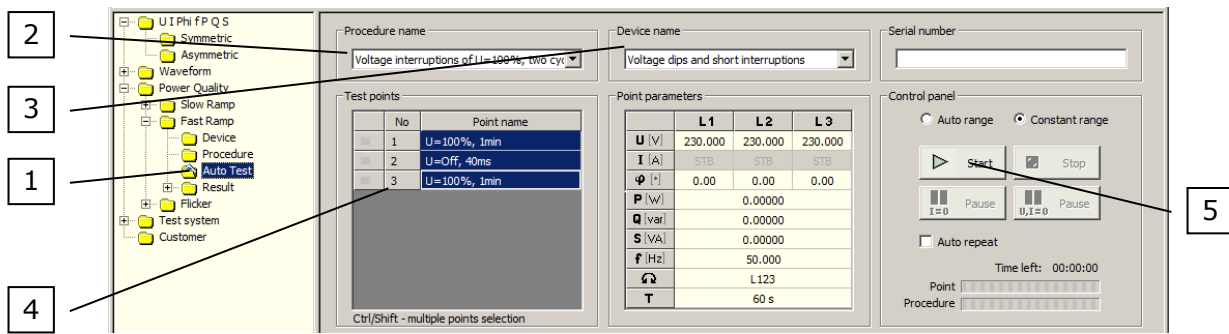 2
3
1
4
5
U I Phi f P Q S
Symmetric
Asymmetric
Waveform
Power Quality
Slow Ramp
Fast Ramp
Device
Procedure
Auto Test
Result
Flicker
Test system
Customer
Procedure name
Voltage interruptions of U=100%, two cyc
Device name
Voltage dips and short interruptions
Serial number
Test points
No Point name
1 U=100%, 1min
2 U=Off, 40ms
3 U=100%, 1min
Ctrl/Shift - multiple points selection
Point parameters
L1 L2 L3
U [V] 230.000 230.000 230.000
I [A] STB STB STB
φ [°] 0.00 0.00 0.00
P [W] 0.00000
Q [var] 0.00000
S [VA] 0.00000
f [Hz] 50.000
L123
T 60 s
Control panel
Auto range Constant range
Start Stop
I=0 Pause U,I=0 Pause
Auto repeat
Time left: 00:00:00
Point
Procedure